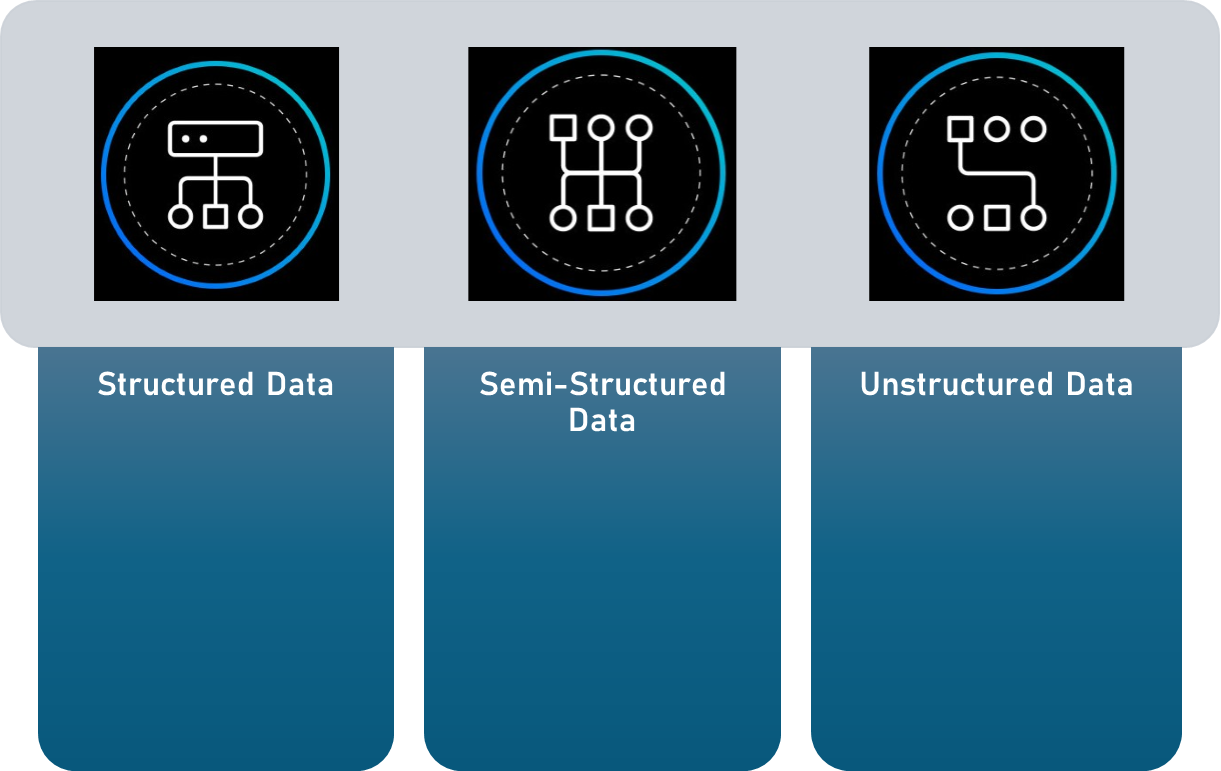 Structured Data
Semi-Structured
Data
Unstructured Data